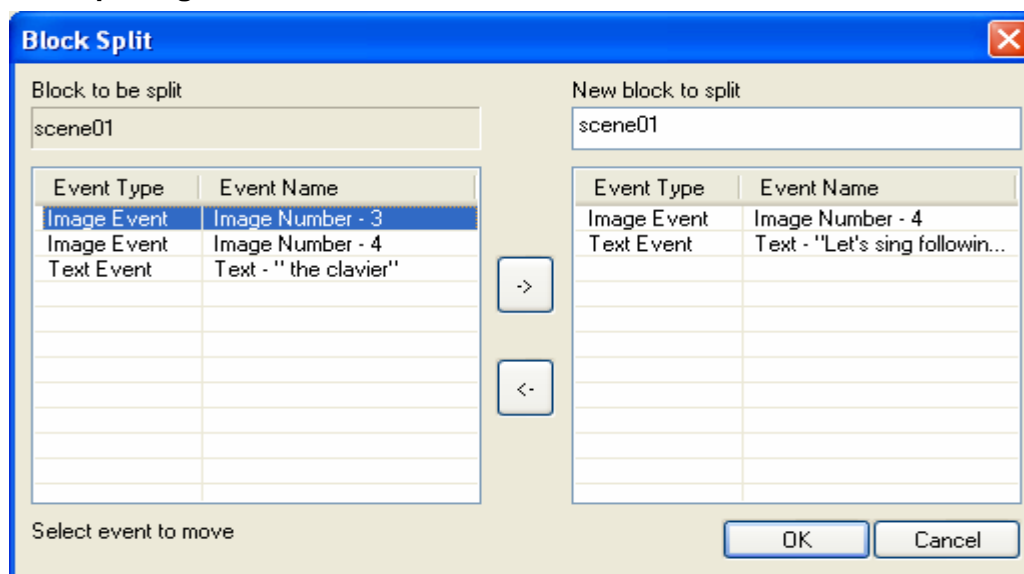 Block Split
Block to be split
New block to split
scene01
scene01
Event Type Event Name
Event Type Event Name
Image Event Image Number - 3
Image Event Image Number - 4
Image Event Image Number - 4
Text Event Text - "Let's sing followin...
Text Event Text - " the clavier"
->
<-
Select event to move
OK
Cancel